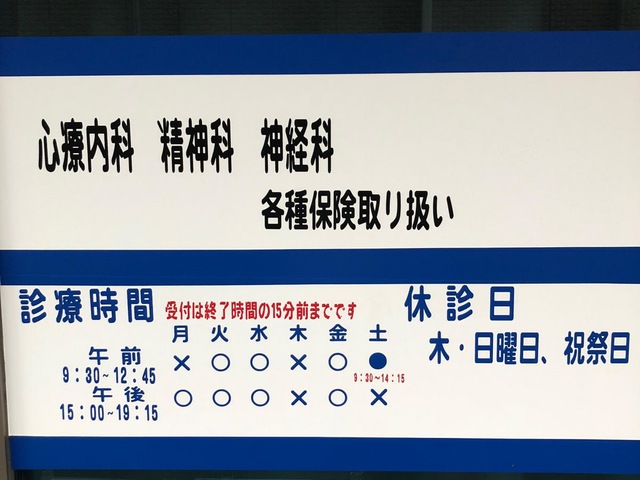 心療内科 精神科 神経科
各種保険取り扱い
診療時間 受付は終了時間の15分前までです
月 火 水 木 金 土
午前 9:30~12:45 × ○ ○ × ○ ●
9:30~14:15
午後 15:00~19:15 ○ ○ ○ × ○ ×
休診日
木・日曜日、祝祭日